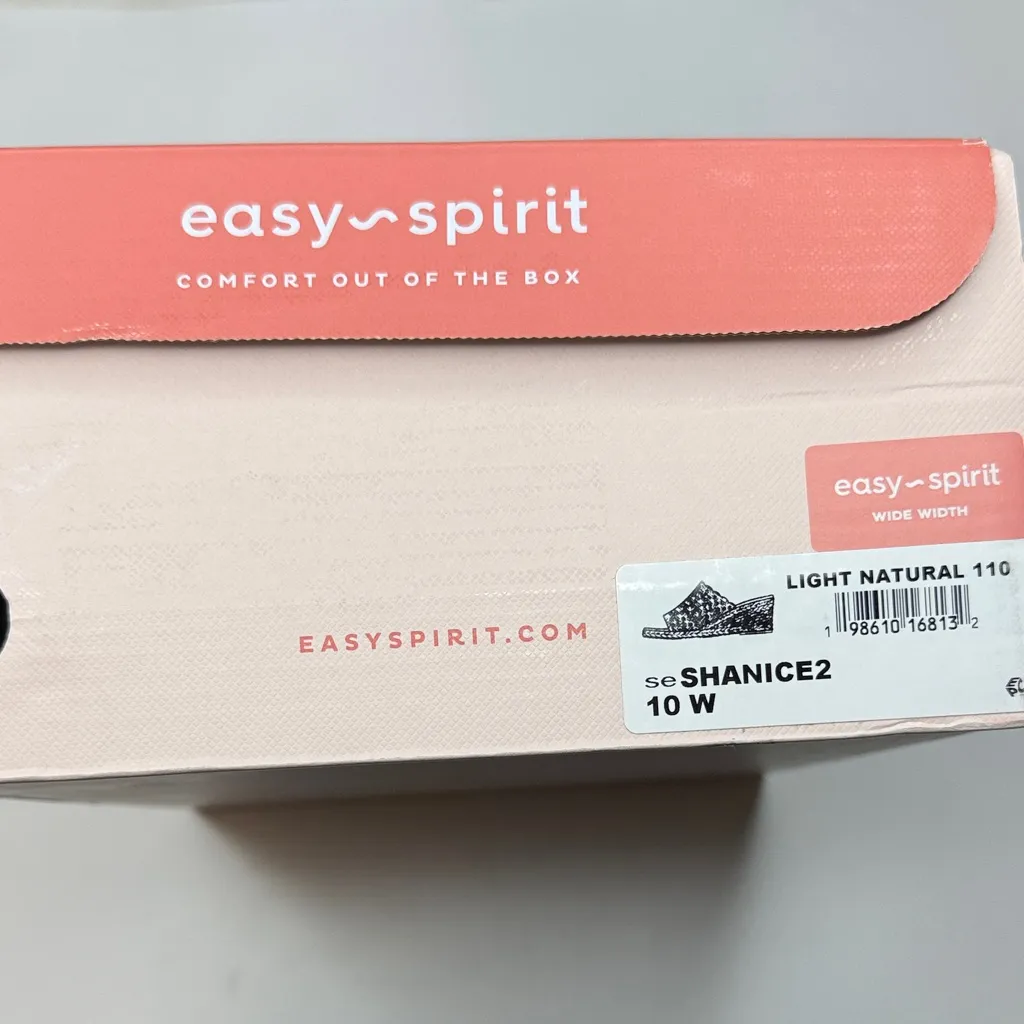 easy~spirit
COMFORT OUT OF THE BOX
easy~spirit
WIDE WIDTH
LIGHT NATURAL 110
1 98610 16813 2
EASYSPIRIT.COM
seSHANICE2
10 W